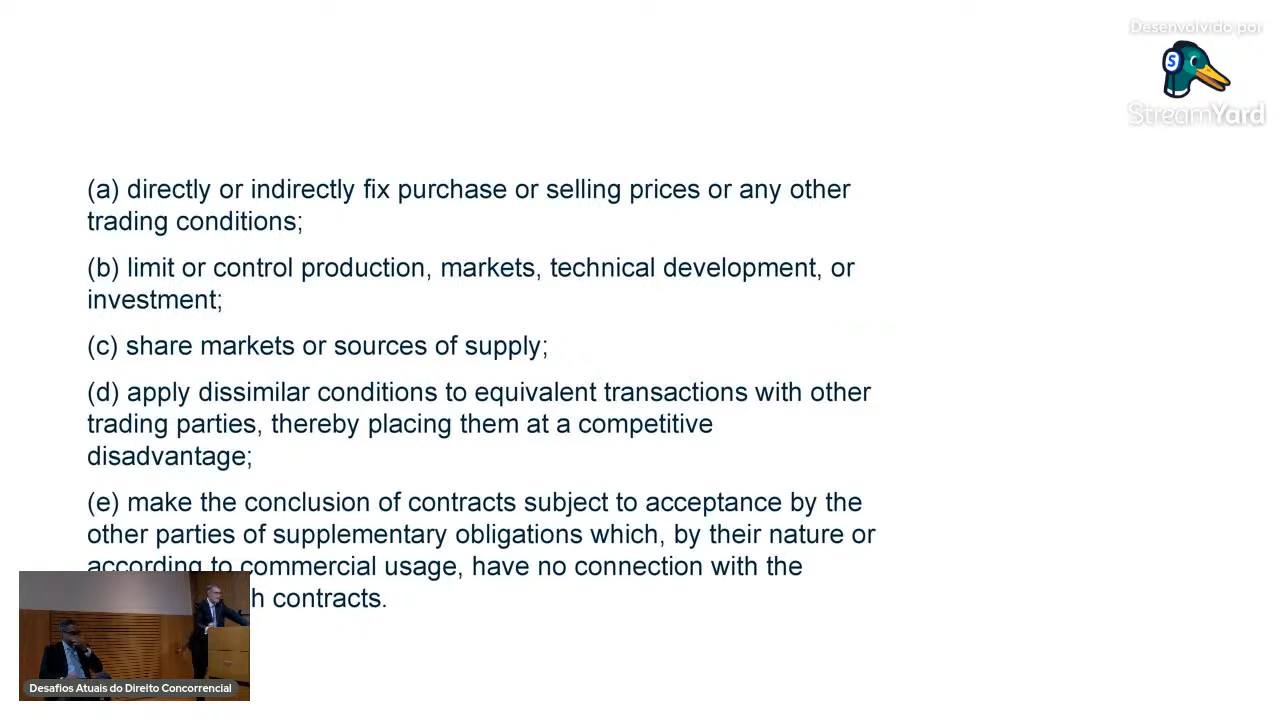 Desenvolvido por
StreamYard
(a) directly or indirectly fix purchase or selling prices or any other
trading conditions;
(b) limit or control production, markets, technical development, or
investment;
(c) share markets or sources of supply;
(d) apply dissimilar conditions to equivalent transactions with other
trading parties, thereby placing them at a competitive
disadvantage;
(e) make the conclusion of contracts subject to acceptance by the
other parties of supplementary obligations which, by their nature or
according to commercial usage, have no connection with the
contracts.
Desafios Atuais do Direito Concorrencial